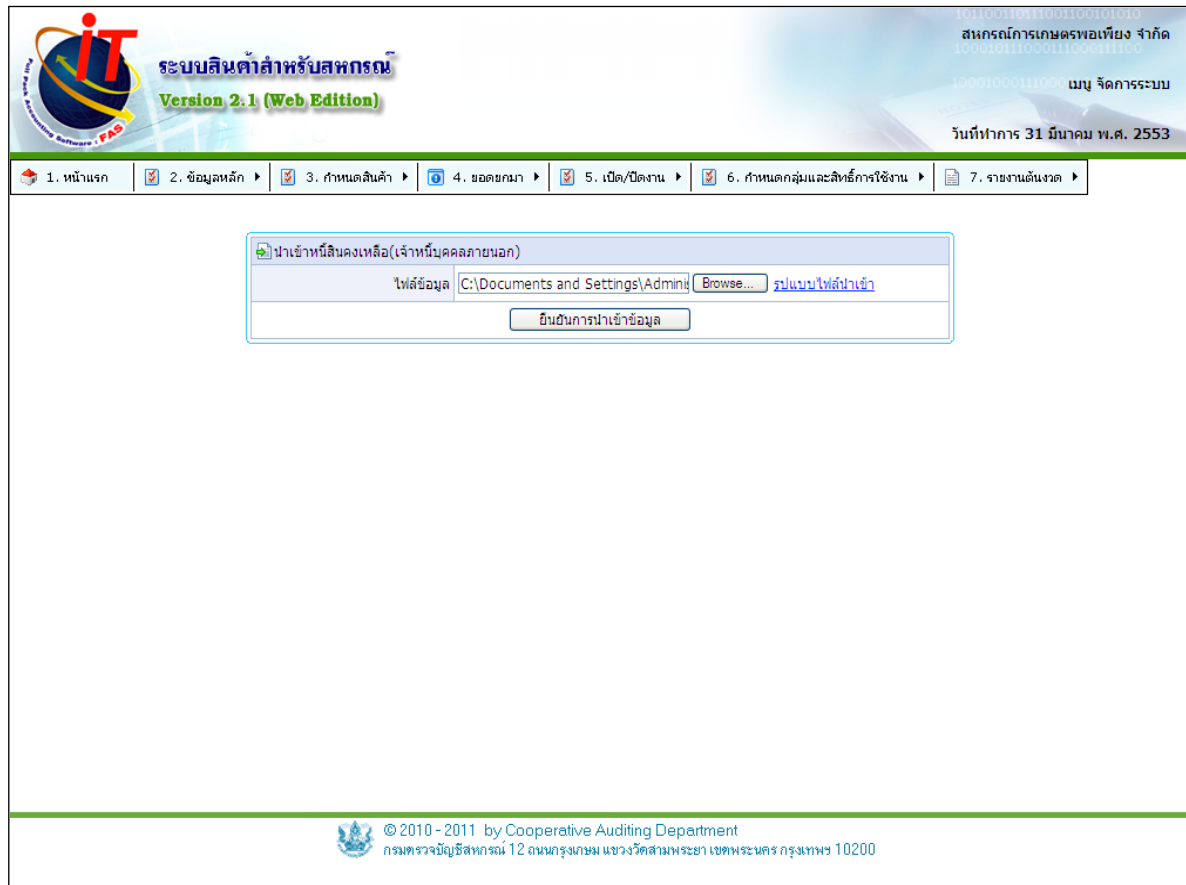 สหกรณ์การเกษตรพอเพียง จำกัด
ระบบสินค้าสำหรับสหกรณ์
Version 2.1 (Web Edition)
เมนู จัดการระบบ
วันที่ทำการ 31 มีนาคม พ.ศ. 2553
iT
Full Pack Accounting Software : FAS
1. หน้าแรก 2. ข้อมูลหลัก 3. กำหนดสินค้า 4. ยอดยกมา 5. เปิด/ปิดงาน 6. กำหนดกลุ่มและสิทธิ์การใช้งาน 7. รายงานต้นงวด
นำเข้าหนี้สินคงเหลือ(เจ้าหนี้บุคคลภายนอก)
ไฟล์ข้อมูล C:\Documents and Settings\Adminis Browse... รูปแบบไฟล์นำเข้า
ยืนยันการนำเข้าข้อมูล
© 2010 - 2011 by Cooperative Auditing Department
กรมตรวจบัญชีสหกรณ์ 12 ถนนกรุงเกษม แขวงวัดสามพระยา เขตพระนคร กรุงเทพฯ 10200